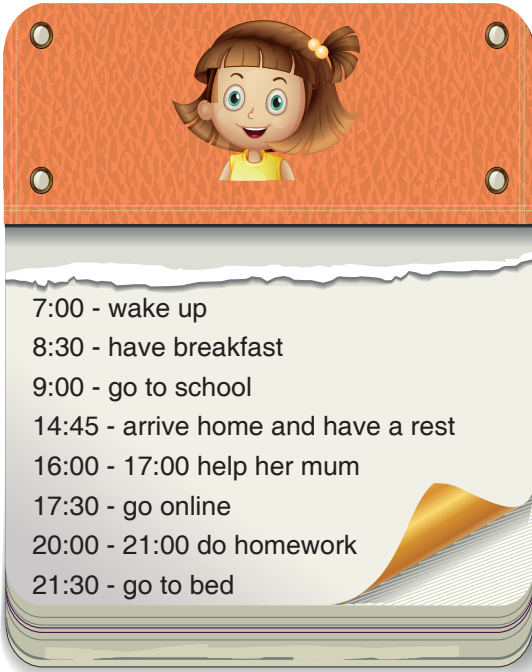 7:00 - wake up
8:30 - have breakfast
9:00 - go to school
14:45 - arrive home and have a rest
16:00 - 17:00 help her mum
17:30 - go online
20:00 - 21:00 do homework
21:30 - go to bed